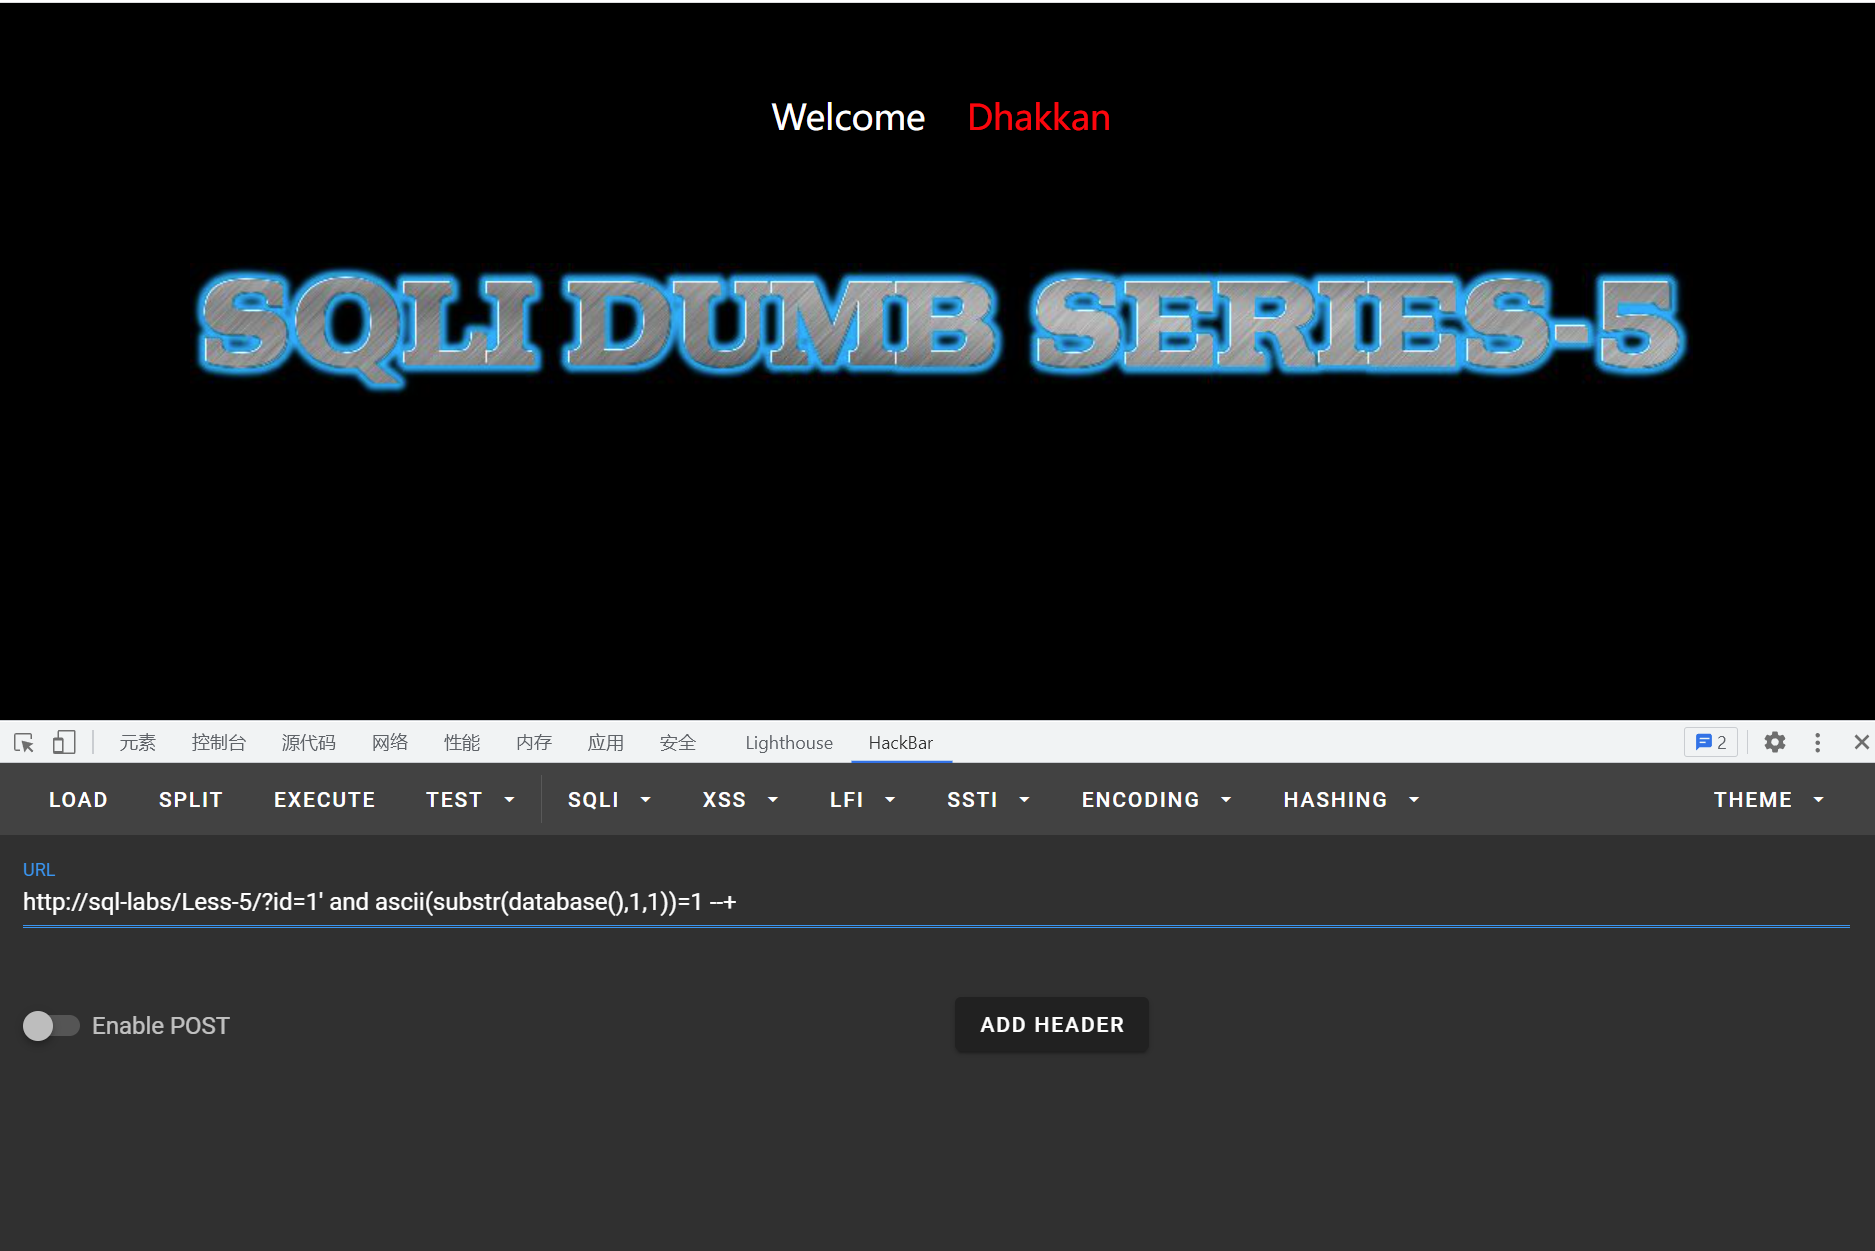 Welcome Dhakkan
SQLI DUMB SERIES-5
元素 控制台 源代码 网络 性能 内存 应用 安全 Lighthouse HackBar 2
LOAD SPLIT EXECUTE TEST SQLI XSS LFI SSTI ENCODING HASHING THEME
URL
http://sql-labs/Less-5/?id=1' and ascii(substr(database(),1,1))=1 --+
Enable POST ADD HEADER